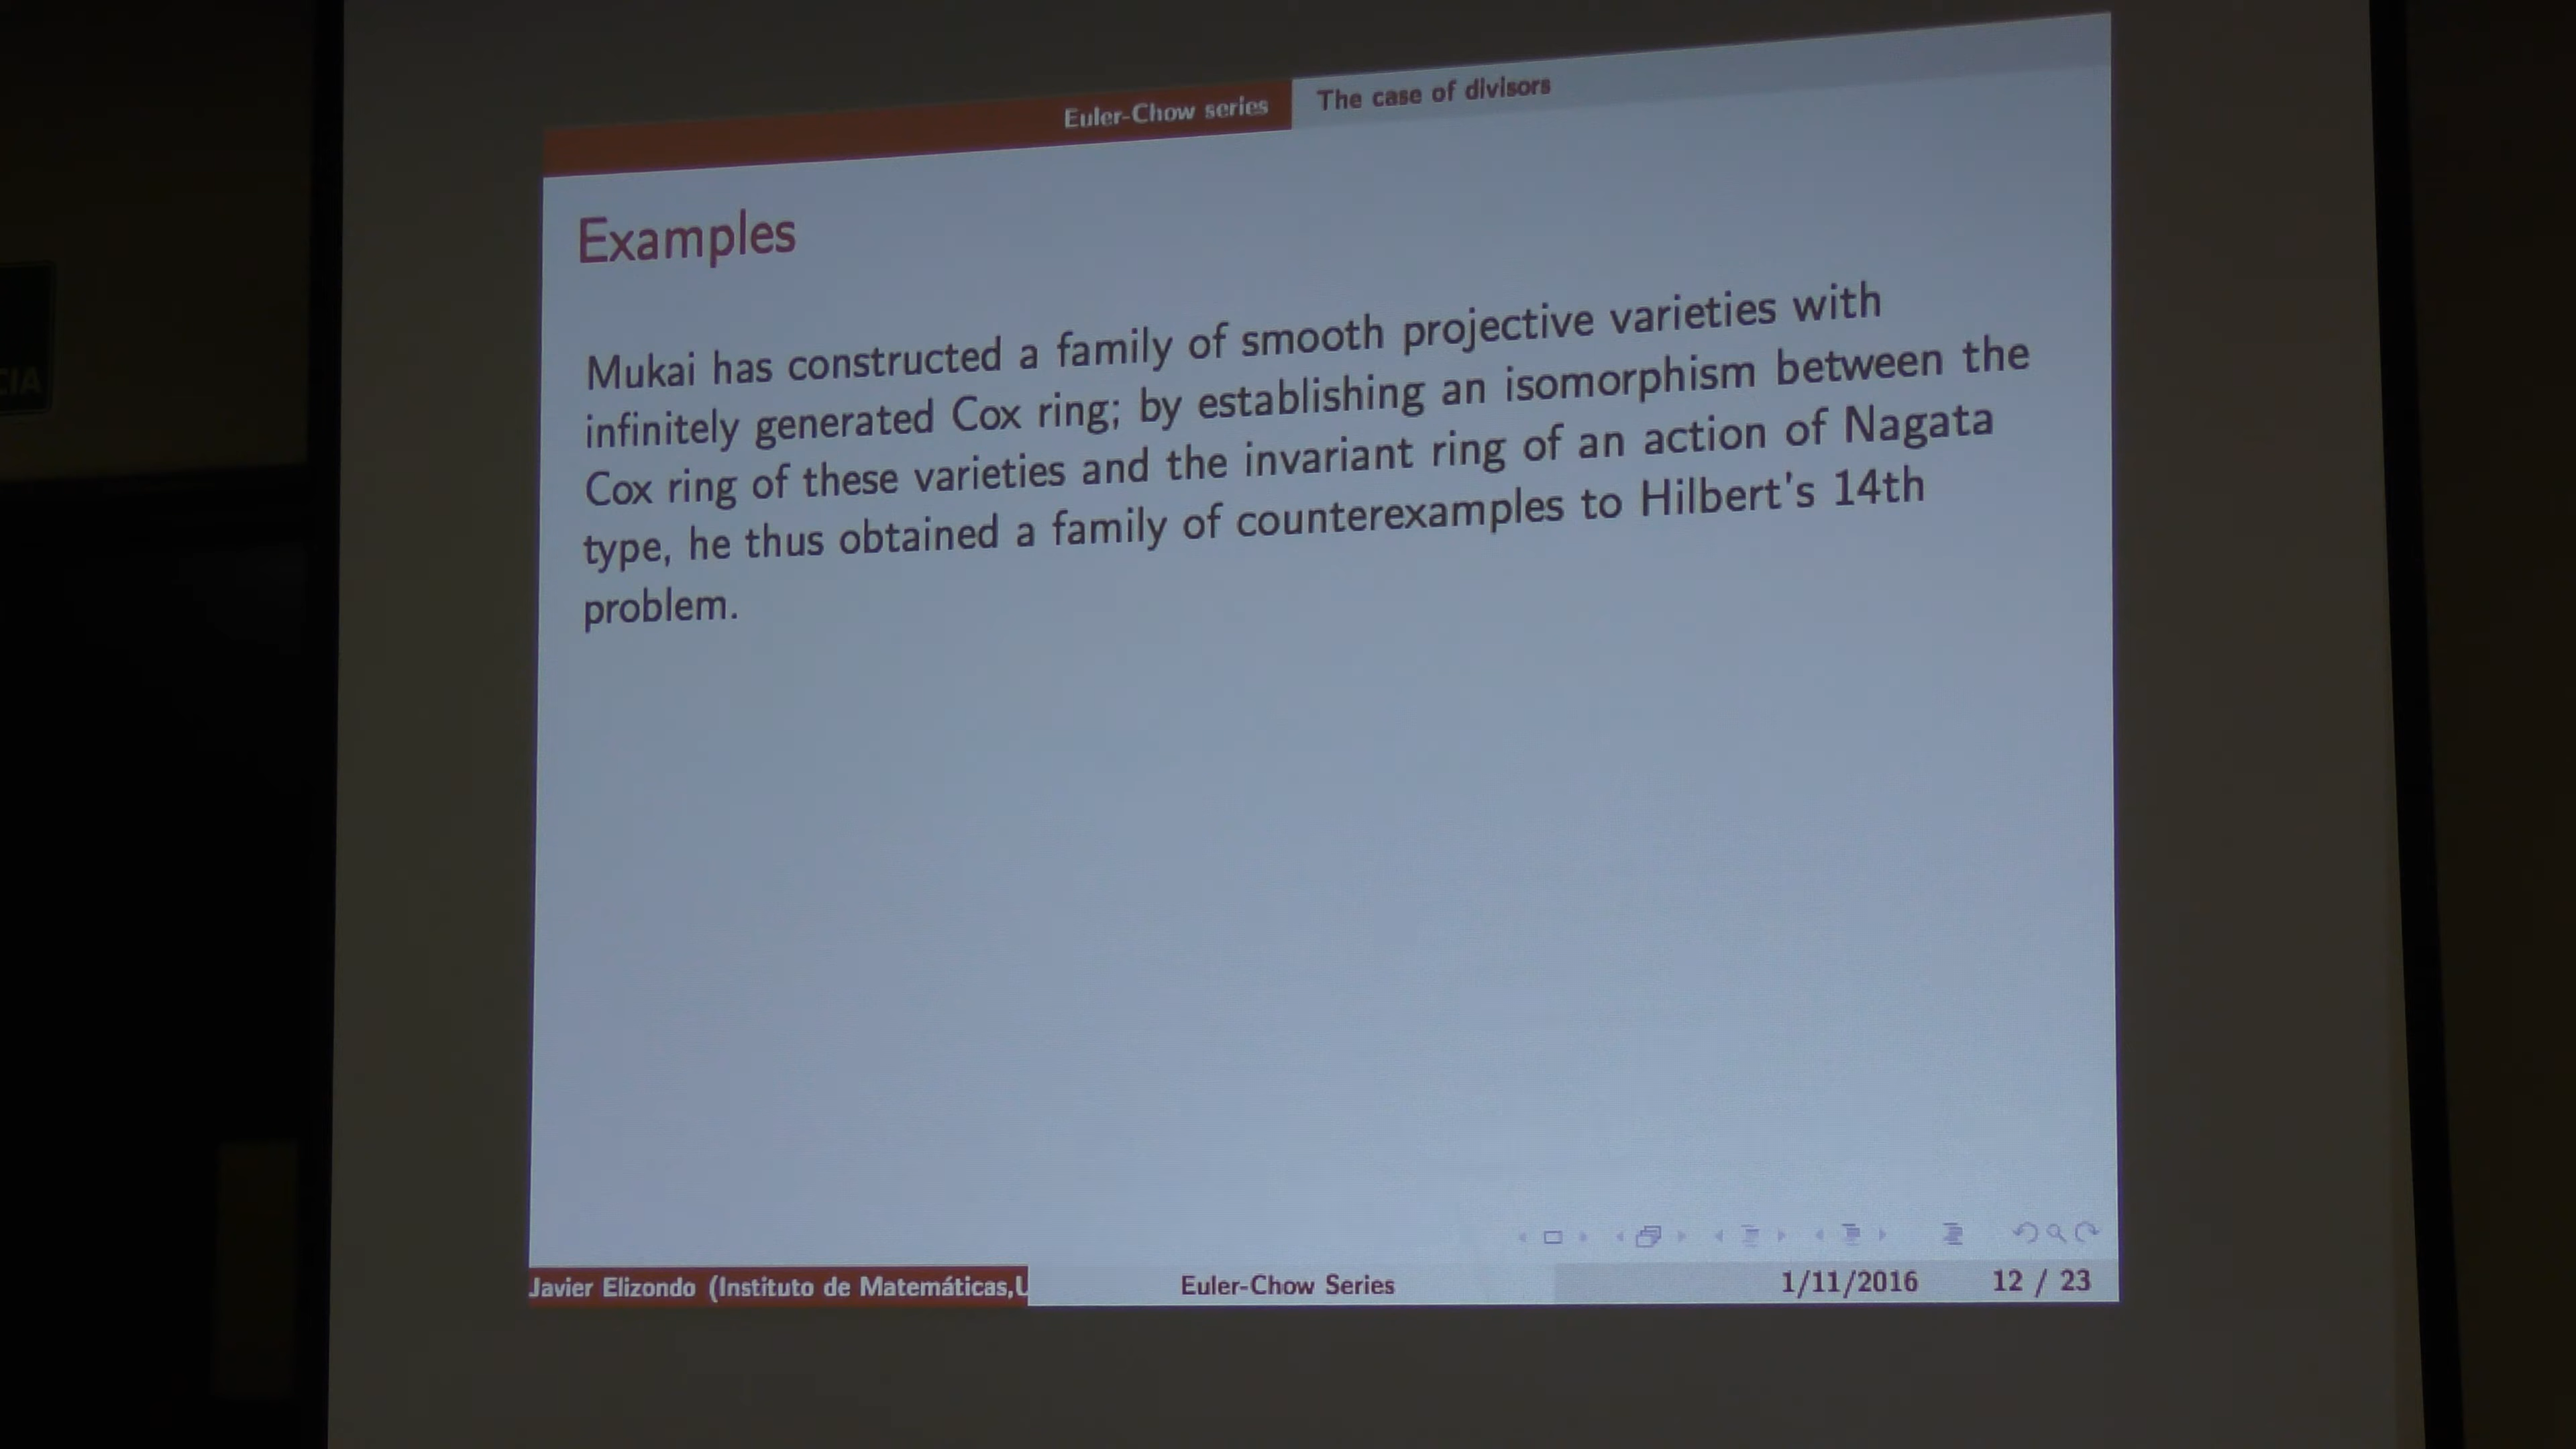 Euler-Chow series
The case of divisors
Examples
Mukai has constructed a family of smooth projective varieties with
infinitely generated Cox ring; by establishing an isomorphism between the
Cox ring of these varieties and the invariant ring of an action of Nagata
type, he thus obtained a family of counterexamples to Hilbert's 14th
problem.
Javier Elizondo (Instituto de Matemáticas,U
Euler-Chow Series
1/11/2016
12 / 23
CIA